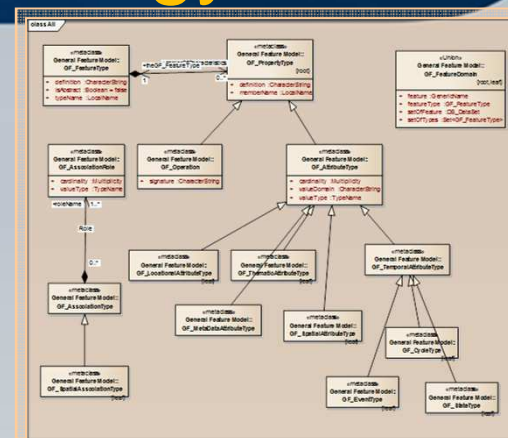 class All
«metaclass»
General Feature Model::
GF_FeatureType
+ definition :CharacterString
+ isAbstract :Boolean = false
+ typeName :LocalName
+theGF_FeatureType
1
0..*
«metaclass»
General Feature Model::
GF_PropertyType
{root}
+ definition :CharacterString
+ memberName :LocalName
«Union»
General Feature Model::
GF_FeatureDomain
{root,leaf}
+ feature :GenericName
+ featureType :GF_FeatureType
+ setOfFeature :DS_DataSet
+ setOfTypes :Set<GF_FeatureType>
«metaclass»
General Feature Model::
GF_AssociationRole
+ cardinality :Multiplicity
+ valueType :TypeName
«metaclass»
General Feature Model::
GF_Operation
+ signature :CharacterString
«metaclass»
General Feature Model::
GF_AttributeType
+ cardinality :Multiplicity
+ valueDomain :CharacterString
+ valueType :TypeName
+roleName
1..*
Role
0..*
«metaclass»
General Feature Model::
GF_LocationalAttributeType
{leaf}
«metaclass»
General Feature Model::
GF_ThematicAttributeType
{leaf}
«metaclass»
General Feature Model::
GF_TemporalAttributeType
«metaclass»
General Feature Model::
GF_AssociationType
«metaclass»
General Feature Model::
GF_MetaDataAttributeType
«metaclass»
General Feature Model::
GF_SpatialAttributeType
{leaf}
«metaclass»
General Feature Model::
GF_CycleType
{leaf}
«metaclass»
General Feature Model::
GF_SpatialAssociationType
{leaf}
«metaclass»
General Feature Model::
GF_EventType
{leaf}
«metaclass»
General Feature Model::
GF_StateType
{leaf}